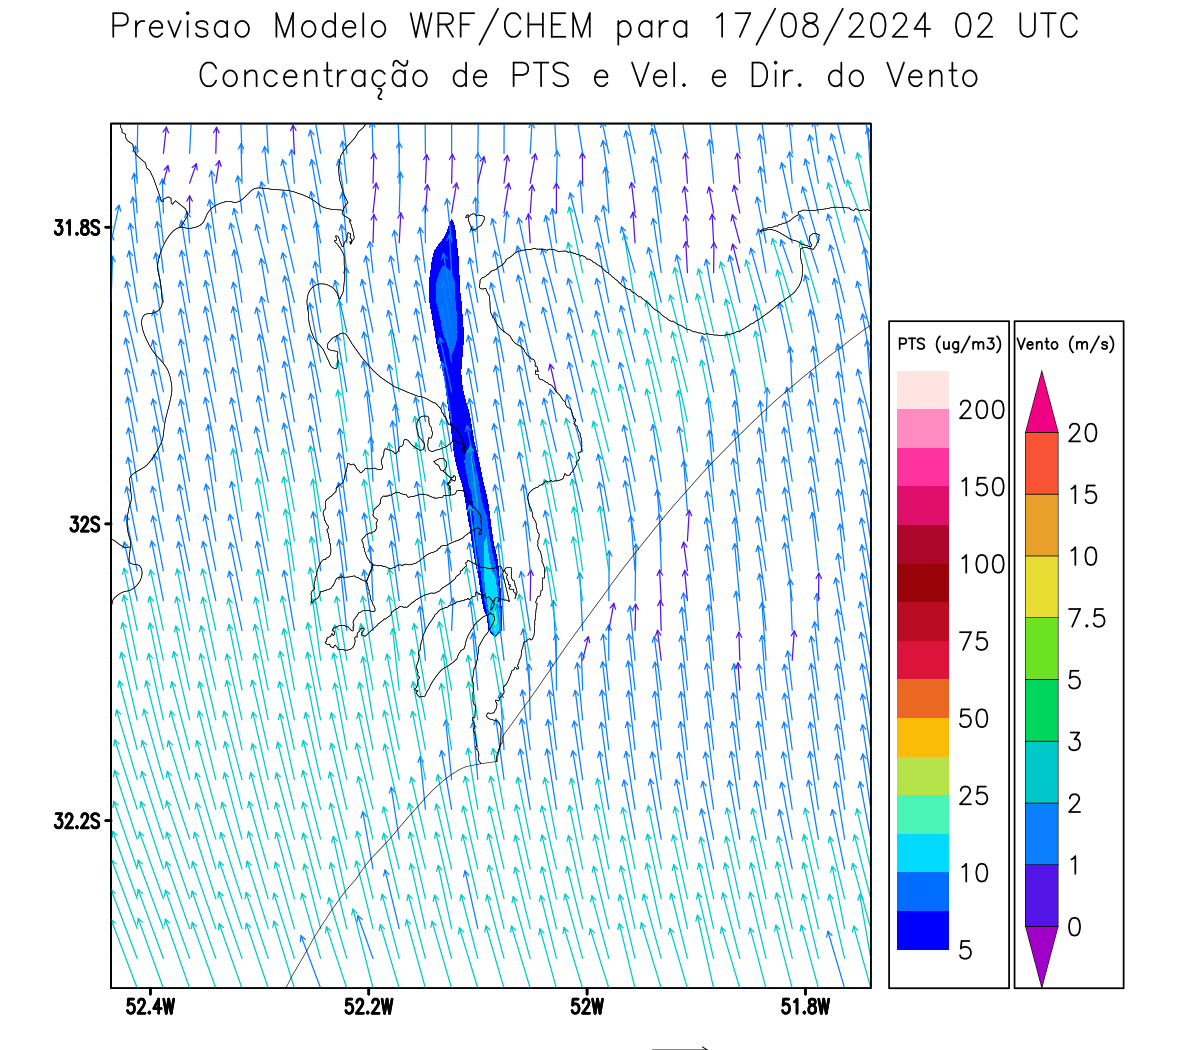 Previsao Modelo WRF/CHEM para 17/08/2024 02 UTC
Concentração de PTS e Vel. e Dir. do Vento
31.8S
32S
32.2S
52.4W 52.2W 52W 51.8W
PTS (ug/m3)
200
150
100
75
50
25
10
5
Vento (m/s)
20
15
10
7.5
5
3
2
1
0